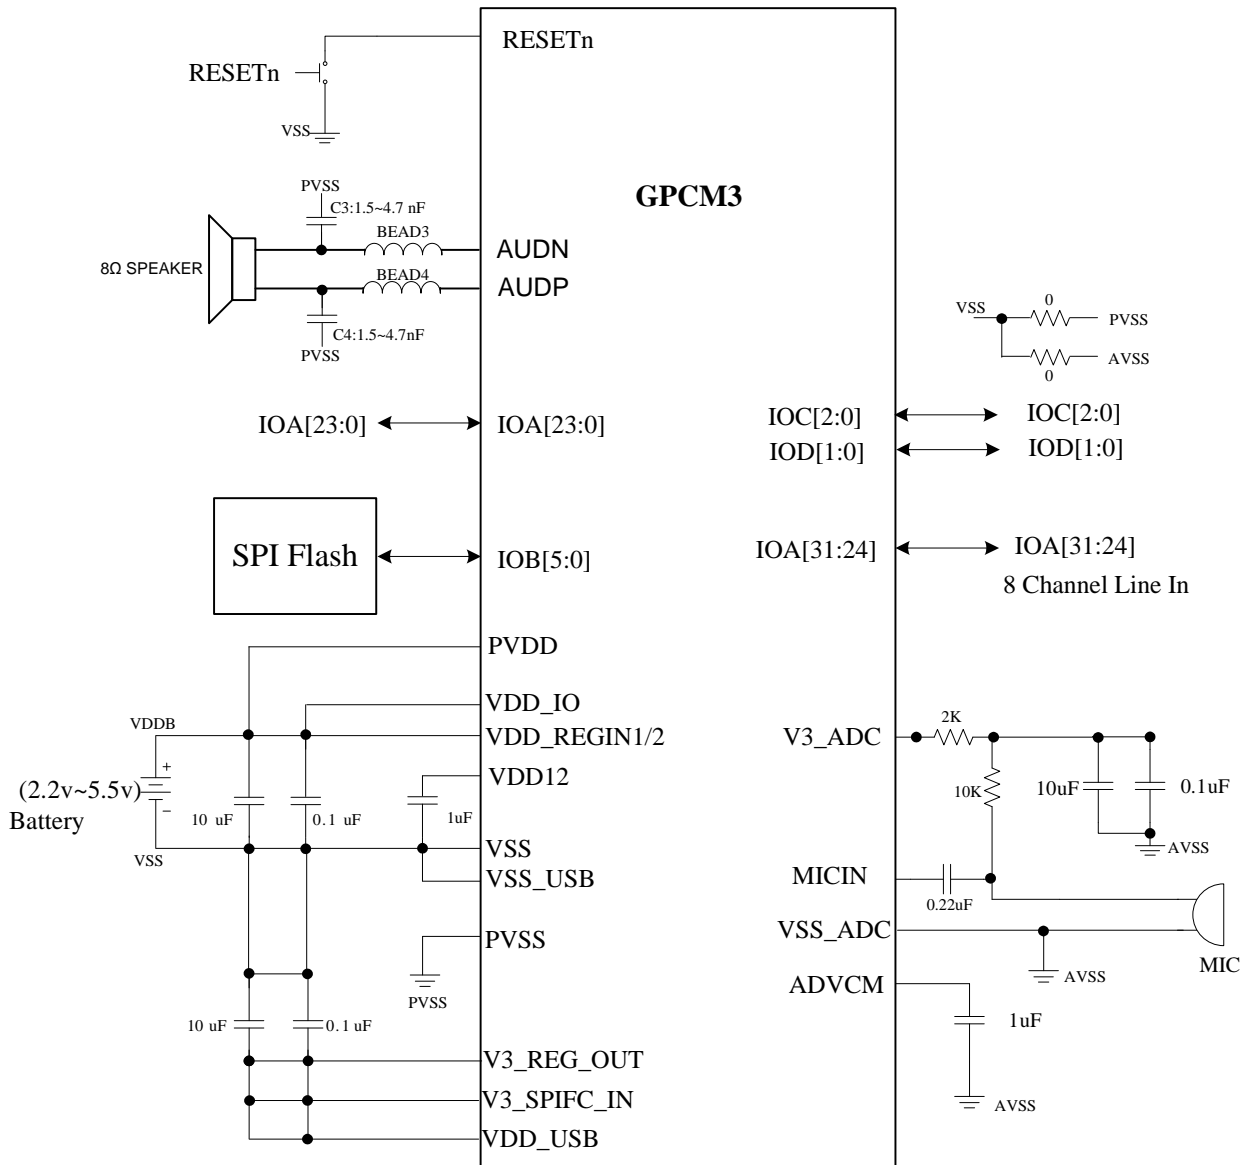 RESETn
RESETn
VSS
GPCM3
PVSS
C3:1.5~4.7 nF
BEAD3
AUDN
8Ω SPEAKER
BEAD4
AUDP
C4:1.5~4.7nF
PVSS
0
VSS
PVSS
AVSS
0
IOA[23:0]
IOA[23:0]
IOC[2:0]
IOC[2:0]
IOD[1:0]
IOD[1:0]
SPI Flash
IOB[5:0]
IOA[31:24]
IOA[31:24]
8 Channel Line In
PVDD
VDD_IO
VDDB
VDD_REGIN1/2
+
VDD12
(2.2v~5.5v)
Battery
−
10 uF
0.1 uF
1uF
VSS
VSS
VSS_USB
PVSS
PVSS
10 uF
0.1 uF
V3_REG_OUT
V3_SPIFC_IN
VDD_USB
V3_ADC
2K
10K
10uF
0.1uF
AVSS
MICIN
0.22uF
VSS_ADC
AVSS
MIC
ADVCM
1uF
AVSS